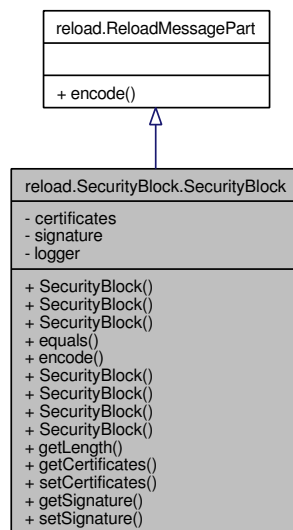 reload.ReloadMessagePart
+ encode()
reload.SecurityBlock.SecurityBlock
- certificates
- signature
- logger
+ SecurityBlock()
+ SecurityBlock()
+ SecurityBlock()
+ equals()
+ encode()
+ SecurityBlock()
+ SecurityBlock()
+ SecurityBlock()
+ SecurityBlock()
+ getLength()
+ getCertificates()
+ setCertificates()
+ getSignature()
+ setSignature()